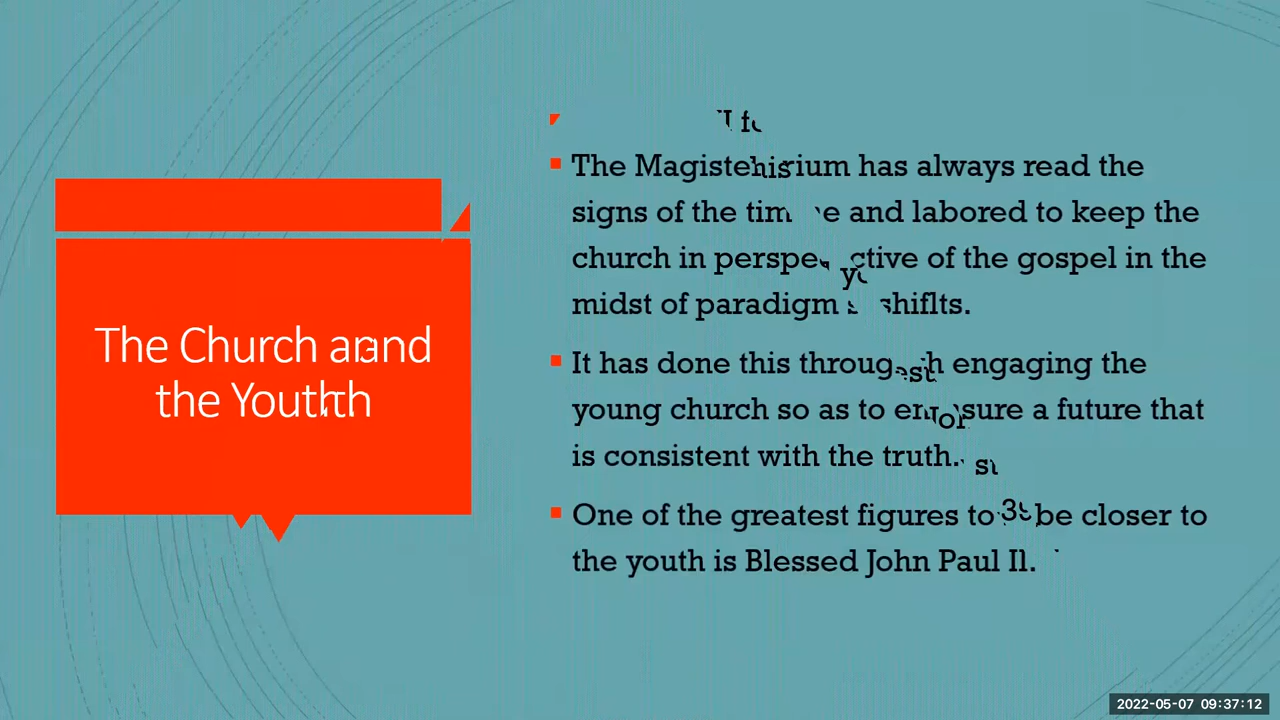 The Church and
the Youth
The Magisterium has always read the
signs of the time and labored to keep the
church in perspective of the gospel in the
midst of paradigm shifts.
It has done this through engaging the
young church so as to ensure a future that
is consistent with the truth.
One of the greatest figures to be closer to
the youth is Blessed John Paul II.
2022-05-07 09:37:12